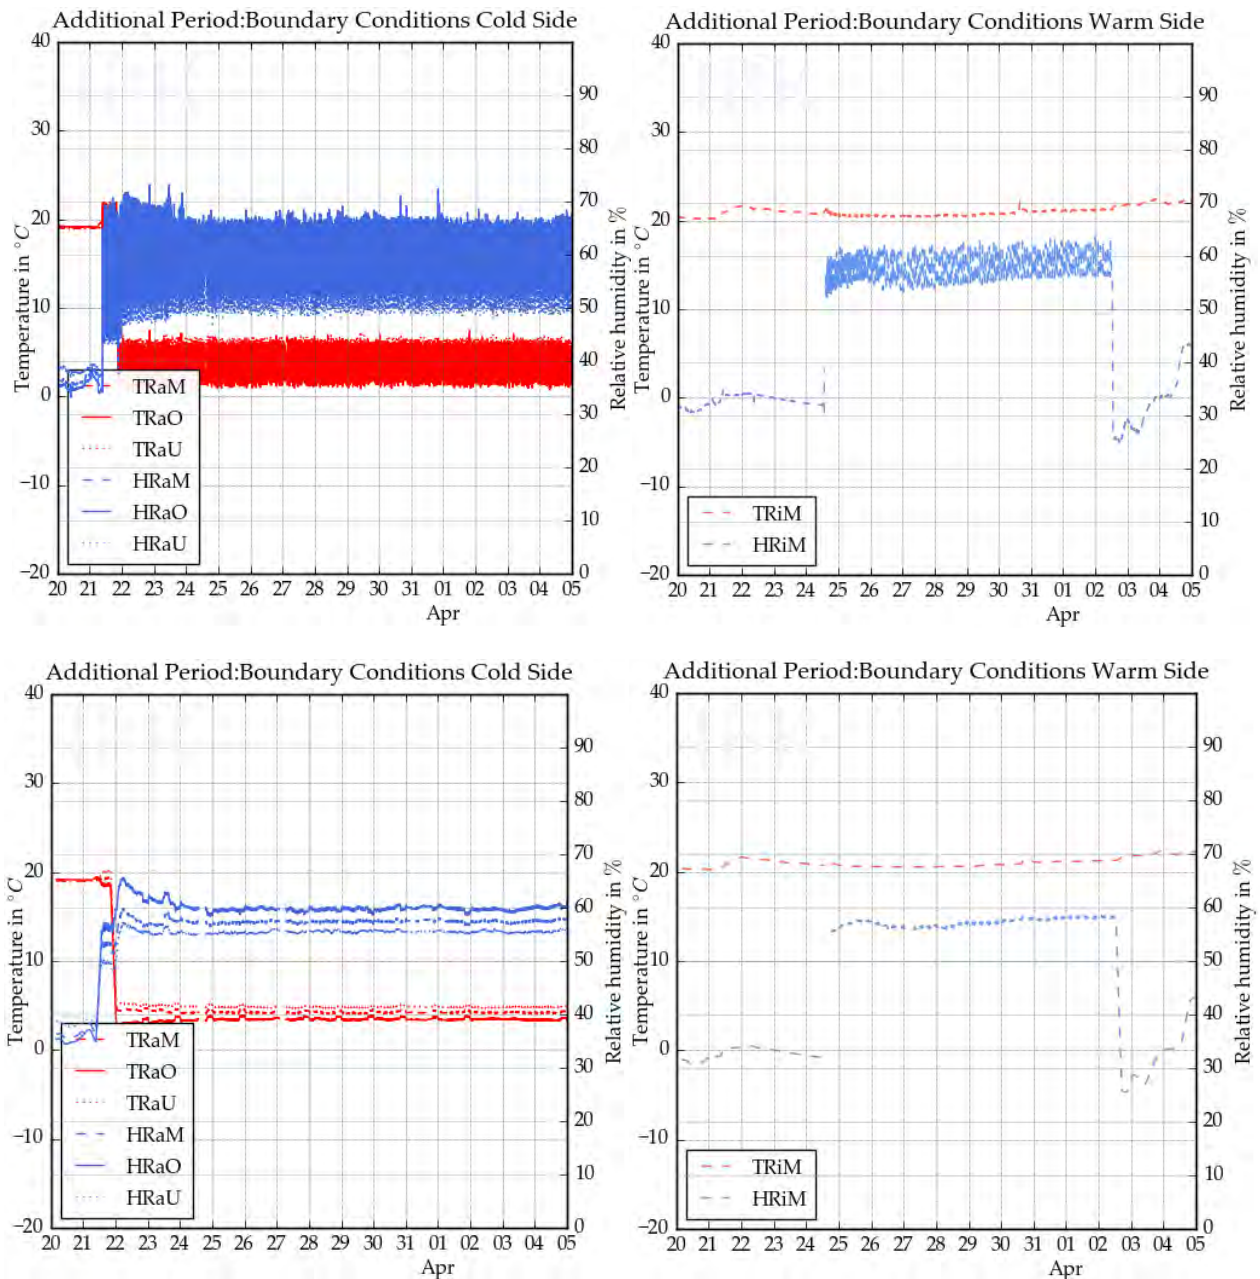 Additional Period:Boundary Conditions Cold Side
40
30
20
10
0
−10
−20
Temperature in °C
90
80
70
60
50
40
30
20
10
0
Relative humidity in %
TRaM
TRaO
TRaU
HRaM
HRaO
HRaU
20 21 22 23 24 25 26 27 28 29 30 31 01 02 03 04 05
Apr
Additional Period:Boundary Conditions Warm Side
40
30
20
10
0
−10
−20
Temperature in °C
90
80
70
60
50
40
30
20
10
0
Relative humidity in %
TRiM
HRiM
20 21 22 23 24 25 26 27 28 29 30 31 01 02 03 04 05
Apr
Additional Period:Boundary Conditions Cold Side
40
30
20
10
0
−10
−20
Temperature in °C
90
80
70
60
50
40
30
20
10
0
Relative humidity in %
TRaM
TRaO
TRaU
HRaM
HRaO
HRaU
20 21 22 23 24 25 26 27 28 29 30 31 01 02 03 04 05
Apr
Additional Period:Boundary Conditions Warm Side
40
30
20
10
0
−10
−20
Temperature in °C
90
80
70
60
50
40
30
20
10
0
Relative humidity in %
TRiM
HRiM
20 21 22 23 24 25 26 27 28 29 30 31 01 02 03 04 05
Apr